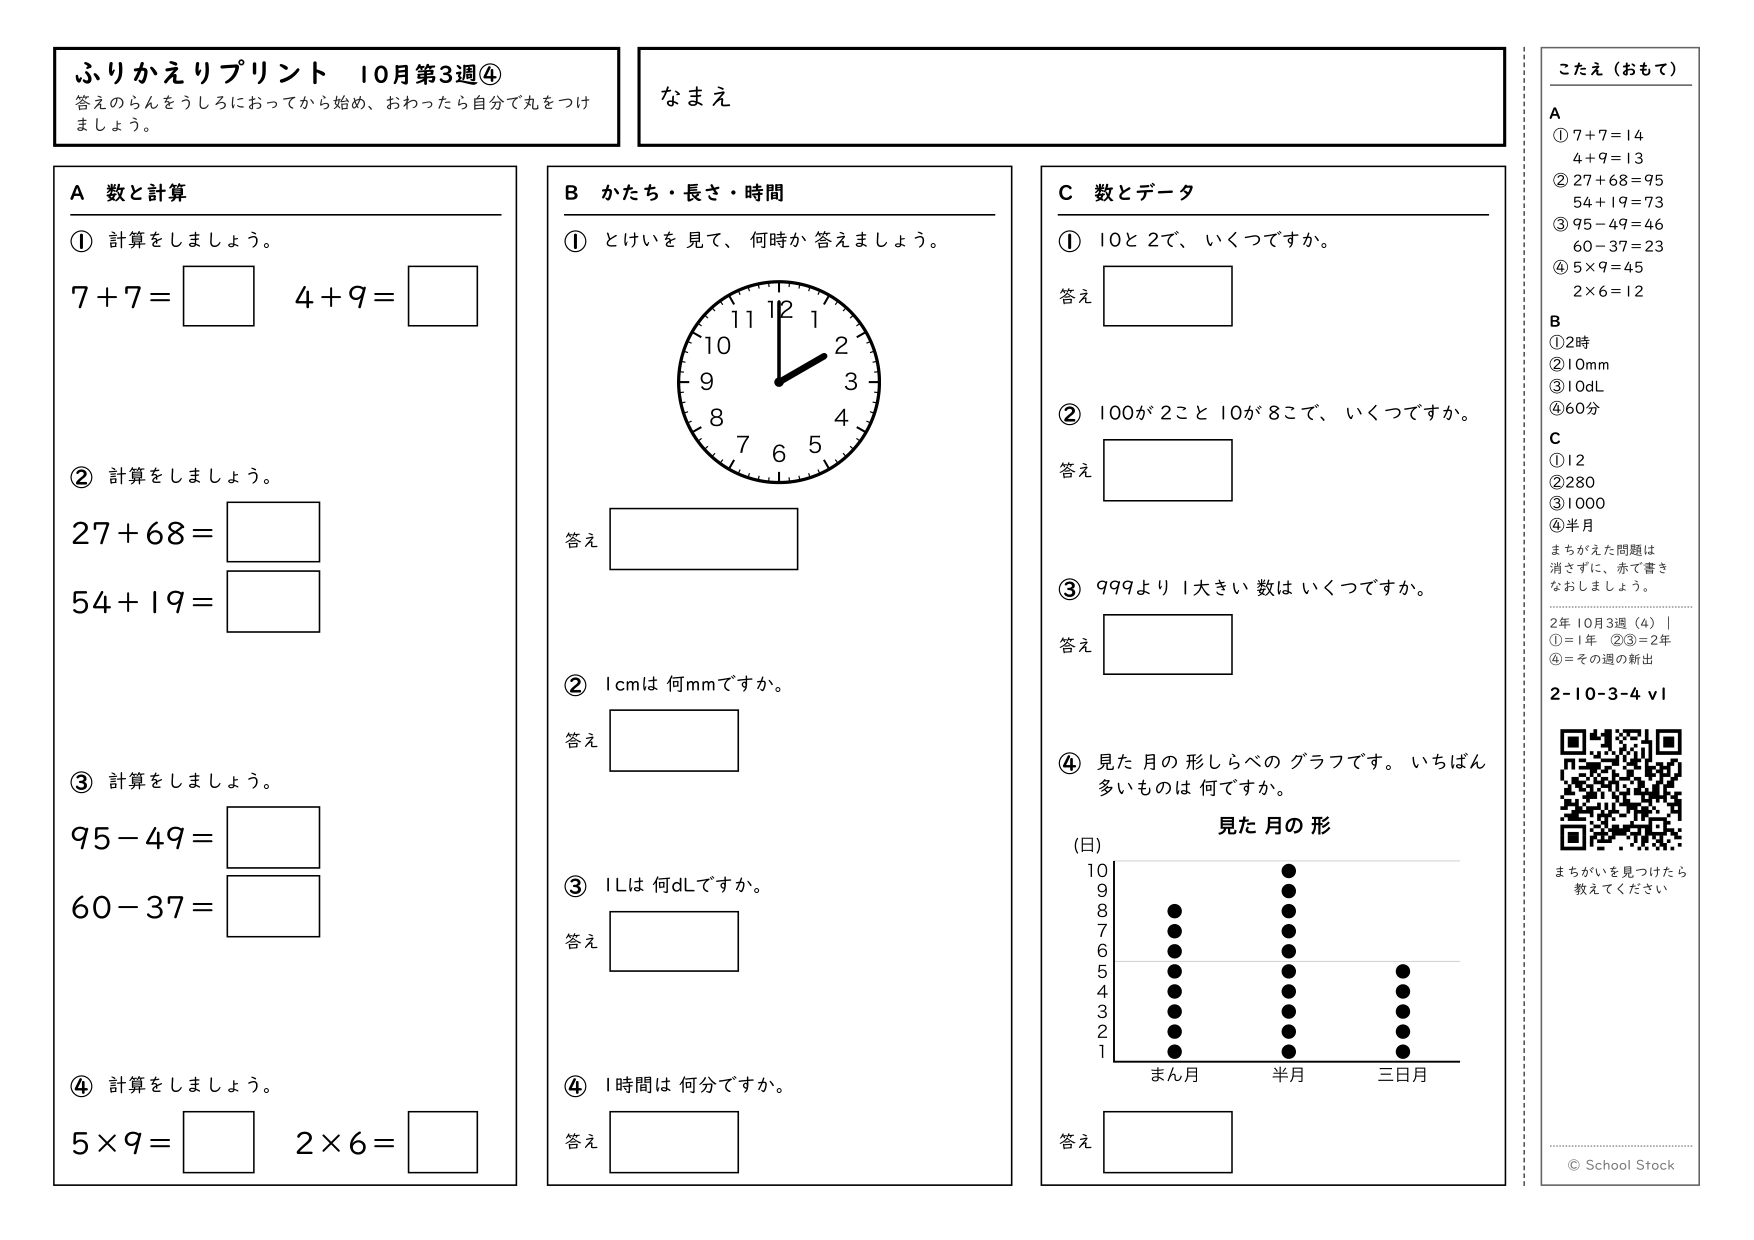 ふりかえりプリント　10月第3週④
答えのらんをうしろにおってから始め、おわったら自分で丸をつけ
ましょう。
なまえ
A　数と計算
① 計算をしましょう。
7＋7＝
4＋9＝
② 計算をしましょう。
27＋68＝
54＋19＝
③ 計算をしましょう。
95－49＝
60－37＝
④ 計算をしましょう。
5×9＝
2×6＝
B　かたち・長さ・時間
① とけいを 見て、 何時か 答えましょう。
12
1
2
3
4
5
6
7
8
9
10
11
答え
② 1cmは 何mmですか。
答え
③ 1Lは 何dLですか。
答え
④ 1時間は 何分ですか。
答え
C　数とデータ
① 10と 2で、 いくつですか。
答え
② 100が 2こと 10が 8こで、 いくつですか。
答え
③ 999より 1大きい 数は いくつですか。
答え
④ 見た 月の 形しらべの グラフです。 いちばん
多いものは 何ですか。
見た 月の 形
(日)
10
9
8
7
6
5
4
3
2
1
まん月 半月 三日月
答え
こたえ（おもて）
A
① 7＋7＝14
4＋9＝13
② 27＋68＝95
54＋19＝73
③ 95－49＝46
60－37＝23
④ 5×9＝45
2×6＝12
B
①2時
②10mm
③10dL
④60分
C
①12
②280
③1000
④半月
まちがえた問題は
消さずに、赤で書き
なおしましょう。
2年 10月3週（4）｜
①＝1年　②③＝2年
④＝その週の新出
2-10-3-4 v1
まちがいを見つけたら
教えてください
© School Stock